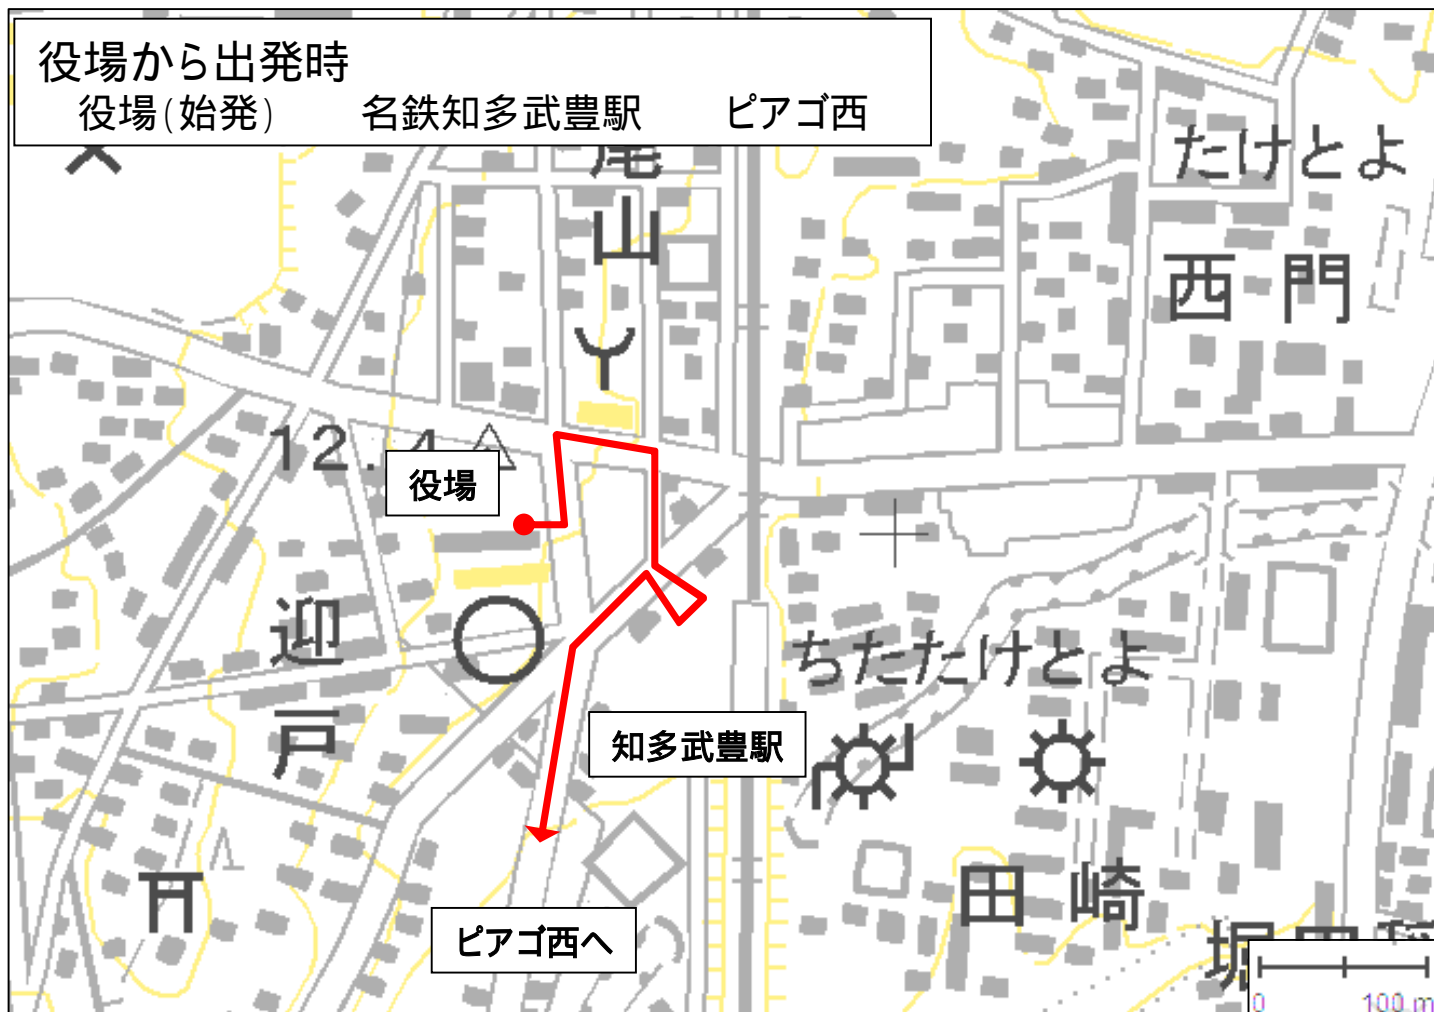 役場から出発時
役場(始発)　名鉄知多武豊駅　ピアゴ西
たけとよ
山
西門
12.4
役場
迎戸
ちたたけとよ
知多武豊駅
田崎
ピアゴ西へ
0 100 m